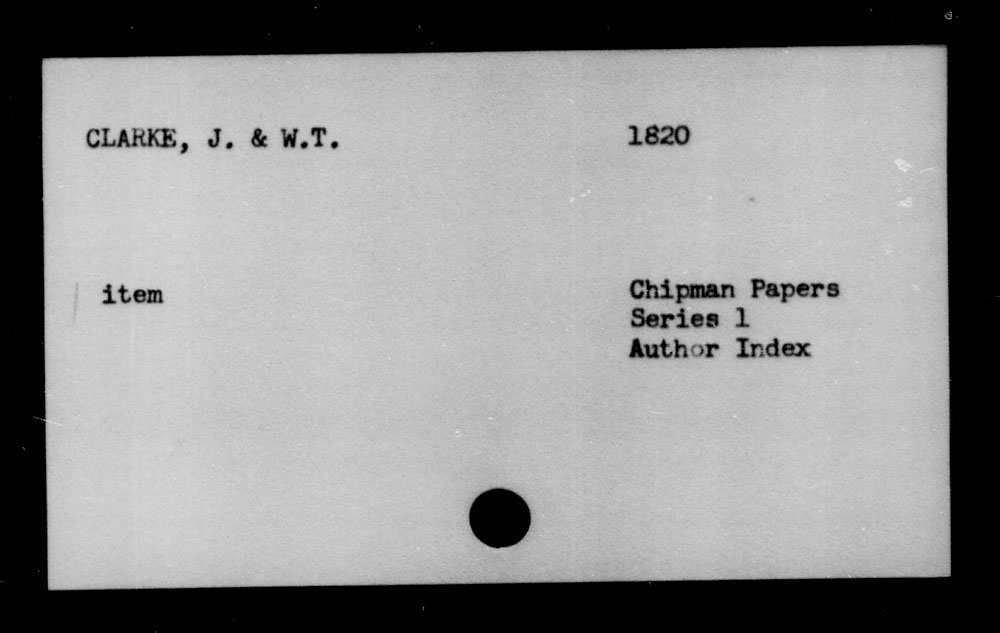 CLARKE, J. & W.T.
1820
item
Chipman Papers
Series 1
Author Index